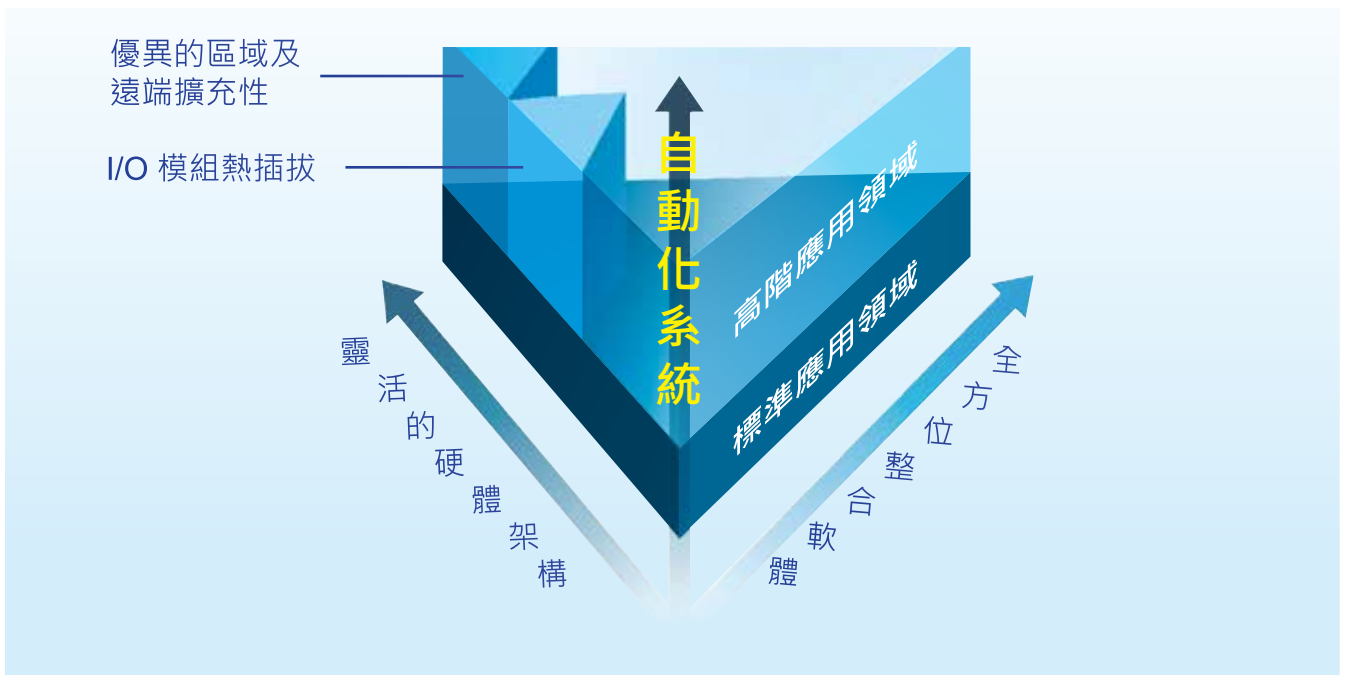 優異的區域及
遠端擴充性
I/O 模組熱插拔
自動化系統
高階應用領域
標準應用領域
靈活的硬體架構
全方位整合軟體